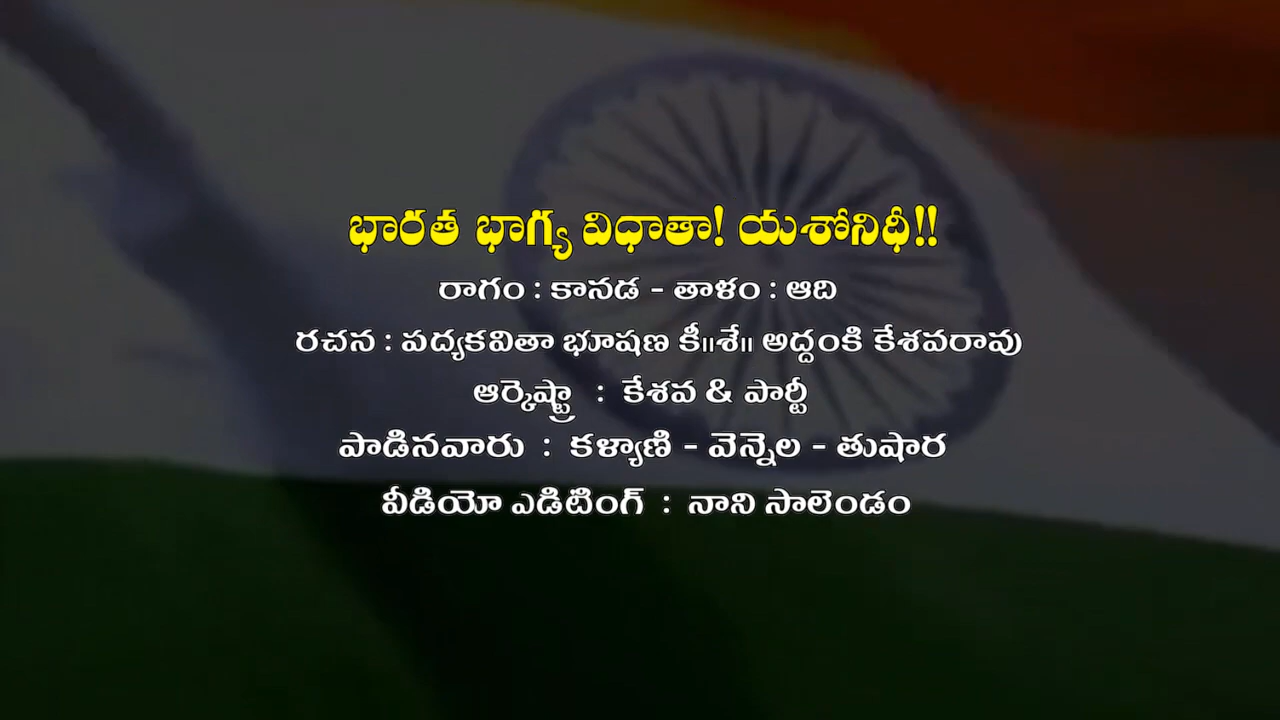 భారత భాగ్య విధాతా! యశోనిధీ!!
రాగం : కానడ - తాళం : ఆది
రచన : పద్యకవితా భూషణ కీ॥శే॥ అద్దంకి కేశవరావు
ఆర్కెష్ట్రా : కేశవ & పార్టీ
పాడినవారు : కళ్యాణి - వెన్నెల - తుషార
వీడియో ఎడిటింగ్ : నాని సాలెండం